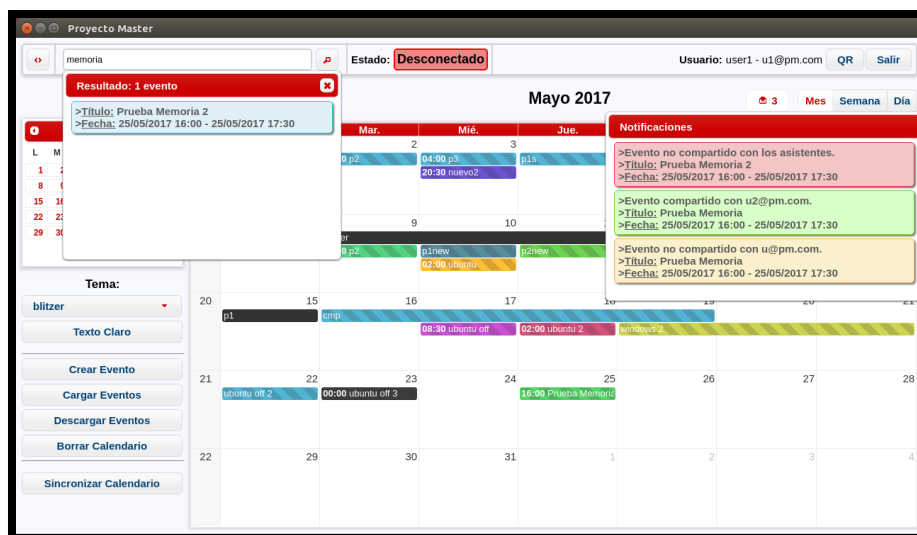 Proyecto Master
memoria
Estado: Desconectado
Usuario: user1 - u1@pm.com
QR
Salir
Resultado: 1 evento
>Título: Prueba Memoria 2
>Fecha: 25/05/2017 16:00 - 25/05/2017 17:30
Mayo 2017
3
Mes
Semana
Día
Notificaciones
>Evento no compartido con los asistentes.
>Título: Prueba Memoria 2
>Fecha: 25/05/2017 16:00 - 25/05/2017 17:30
>Evento compartido con u2@pm.com.
>Título: Prueba Memoria
>Fecha: 25/05/2017 16:00 - 25/05/2017 17:30
>Evento no compartido con u@pm.com.
>Título: Prueba Memoria
>Fecha: 25/05/2017 16:00 - 25/05/2017 17:30
L M
1
8
15
22
29
Mar. Mié. Jue.
2 3
p2 04:00 p3 p1s
20:30 nuevo2
9 10
p2 p1new p2new
02:00 ubuntu
Tema:
blitzer
Texto Claro
Crear Evento
Cargar Eventos
Descargar Eventos
Borrar Calendario
Sincronizar Calendario
20 15 16 17 18 19 20 21
p1 cmp
08:30 ubuntu off 02:00 ubuntu 2 windows 2
21 22 23 24 25 26 27 28
ubuntu off 2 00:00 ubuntu off 3 16:00 Prueba Memoria
22 29 30 31 1 2 3 4